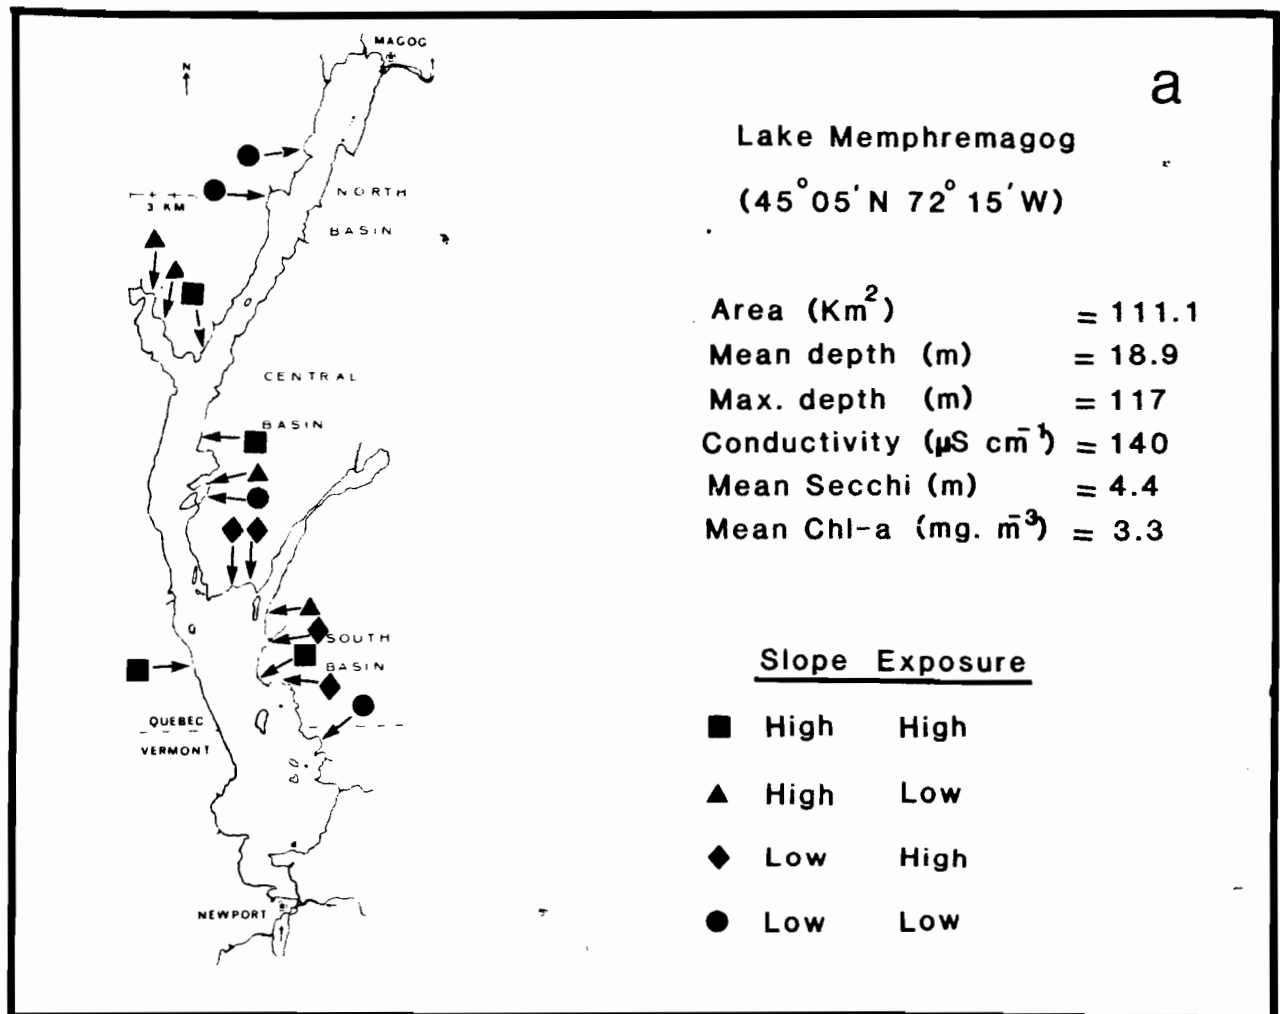 a
MAGOG
N
Lake Memphremagog
(45°05'N 72°15'W)
3 KM
NORTH
BASIN
Area (Km²) = 111.1
Mean depth (m) = 18.9
Max. depth (m) = 117
Conductivity (µS cm⁻¹) = 140
Mean Secchi (m) = 4.4
Mean Chl-a (mg. m⁻³) = 3.3
CENTRAL
BASIN
SOUTH
BASIN
QUEBEC
VERMONT
NEWPORT
Slope Exposure
■ High High
▲ High Low
◆ Low High
● Low Low